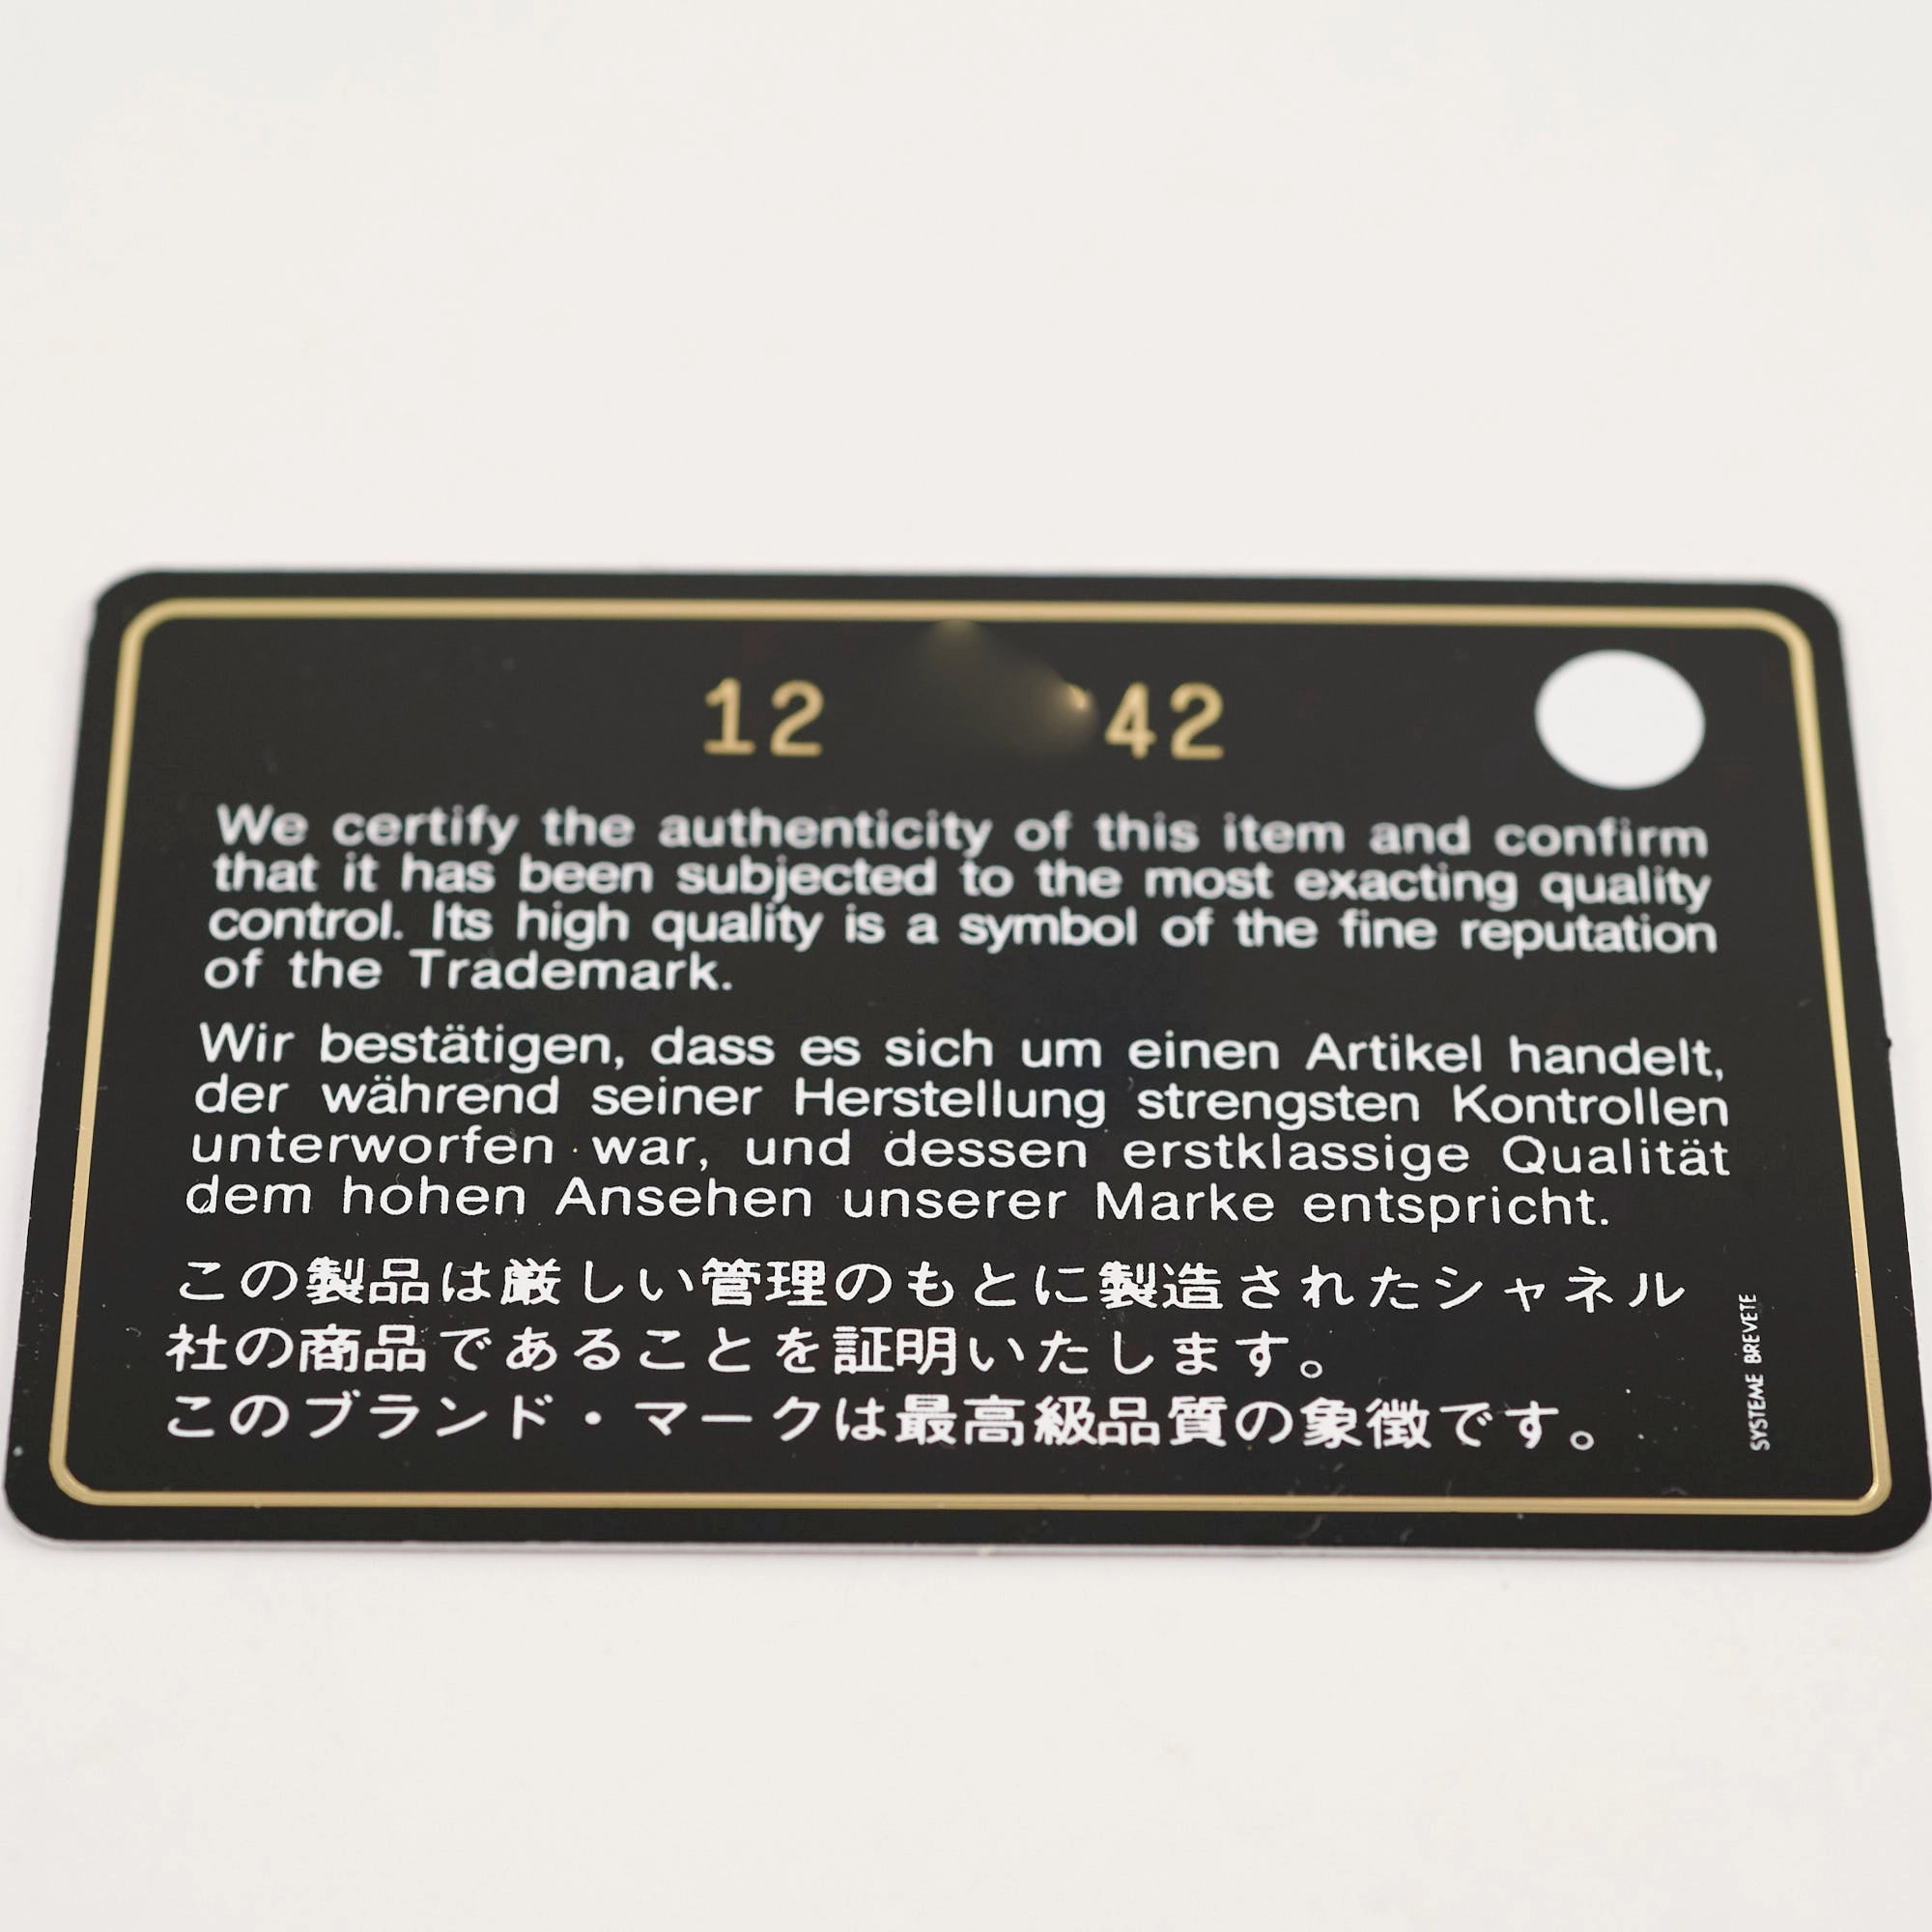 12 42
We certify the authenticity of this item and confirm
that it has been subjected to the most exacting quality
control. Its high quality is a symbol of the fine reputation
of the Trademark.
Wir bestätigen, dass es sich um einen Artikel handelt,
der während seiner Herstellung strengsten Kontrollen
unterworfen war, und dessen erstklassige Qualität
dem hohen Ansehen unserer Marke entspricht.
この製品は厳しい管理のもとに製造されたシャネル
社の商品であることを証明いたします。
このブランド・マークは最高級品質の象徴です。
SYSTEME BREVETE